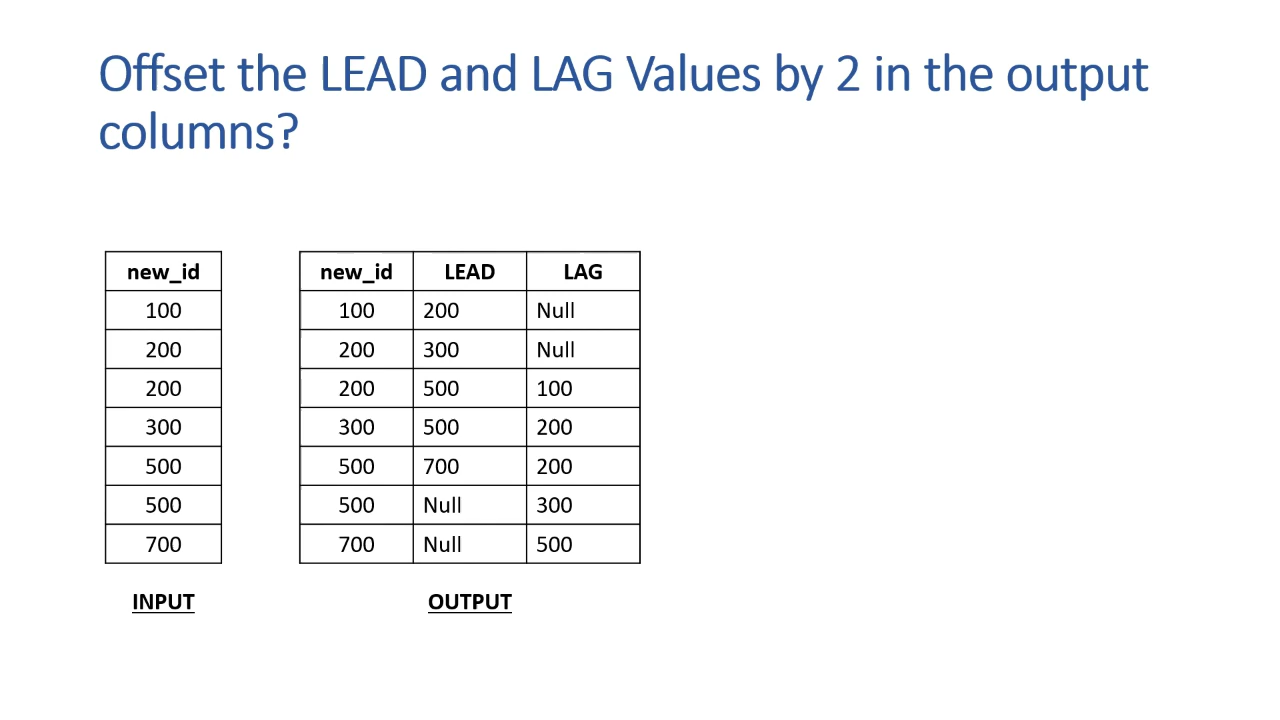 Offset the LEAD and LAG Values by 2 in the output
columns?
new_id
100
200
200
300
500
500
700
INPUT
new_id LEAD LAG
100 200 Null
200 300 Null
200 500 100
300 500 200
500 700 200
500 Null 300
700 Null 500
OUTPUT